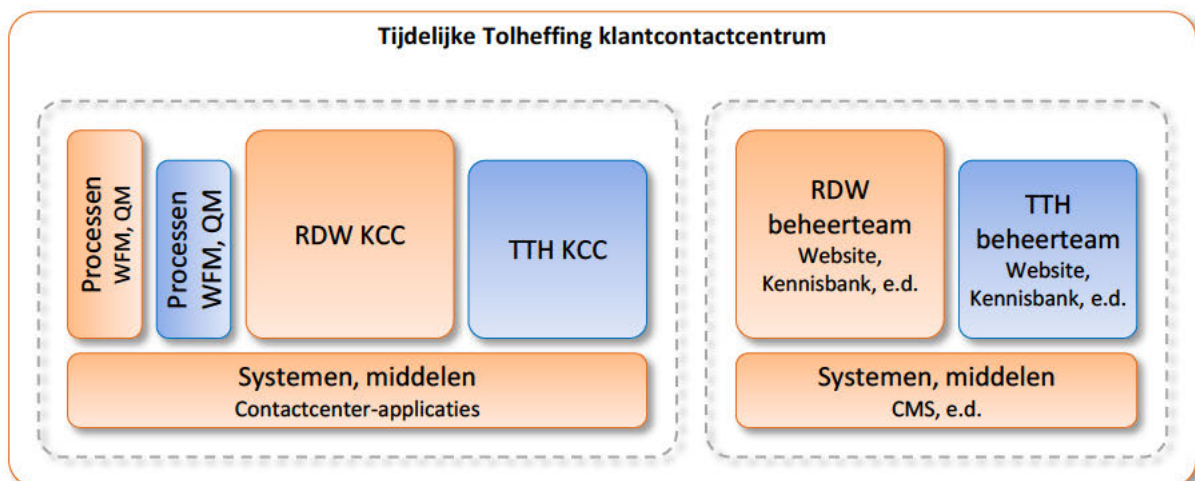 Tijdelijke Tolheffing klantcontactcentrum
Processen
WFM, QM
Processen
WFM, QM
RDW KCC
TTH KCC
Systemen, middelen
Contactcenter-applicaties
RDW
beheerteam
Website,
Kennisbank, e.d.
TTH
beheerteam
Website,
Kennisbank, e.d.
Systemen, middelen
CMS, e.d.